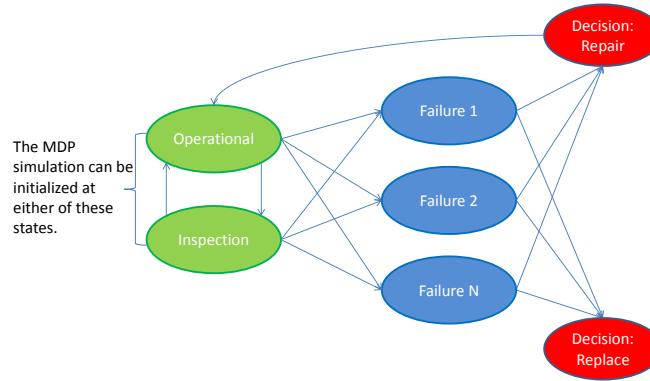 Decision:
Repair
Failure 1
Operational
The MDP
simulation can be
initialized at
either of these
states.
Failure 2
Inspection
Failure N
Decision:
Replace